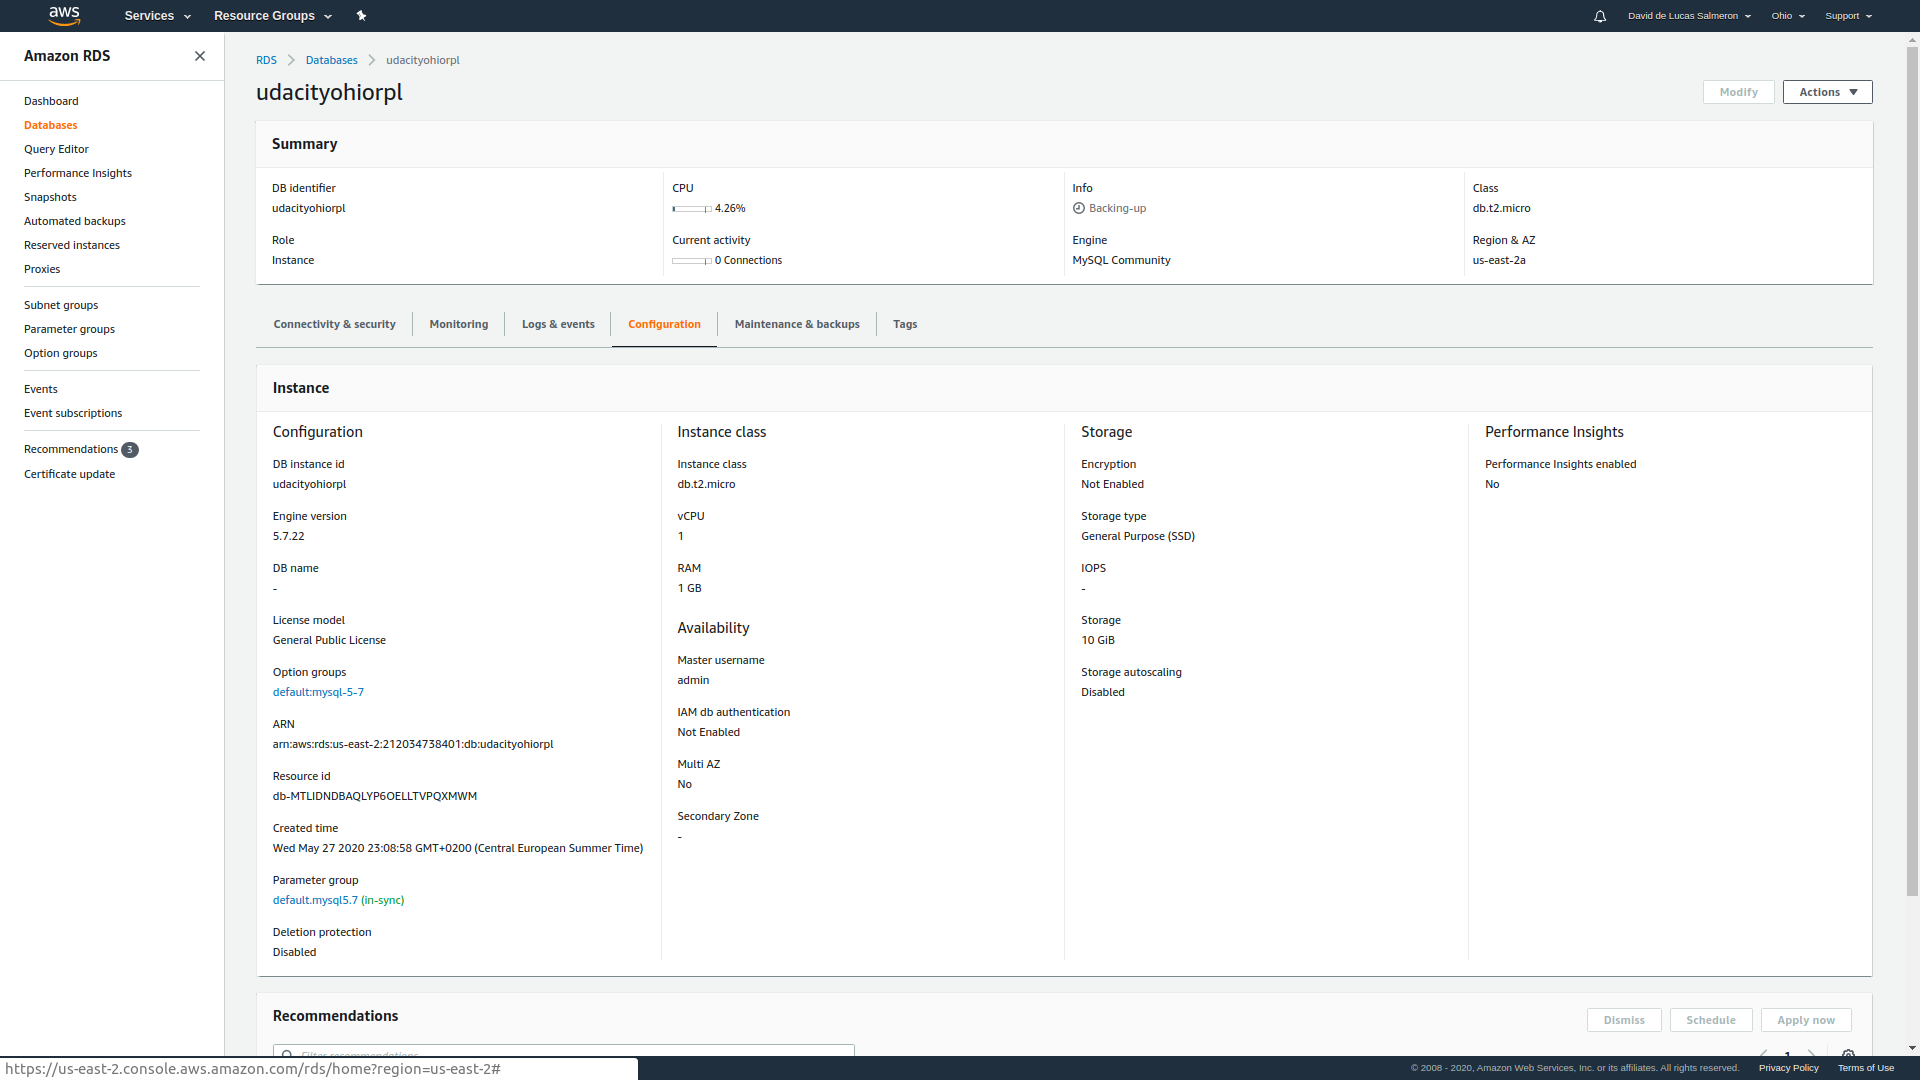 aws Services Resource Groups David de Lucas Salmeron Ohio Support
Amazon RDS
Dashboard
Databases
Query Editor
Performance Insights
Snapshots
Automated backups
Reserved instances
Proxies
Subnet groups
Parameter groups
Option groups
Events
Event subscriptions
Recommendations 3
Certificate update
RDS Databases udacityohiorpl
udacityohiorpl
Modify Actions
Summary
DB identifier
udacityohiorpl
Role
Instance
CPU
4.26%
Current activity
0 Connections
Info
Backing-up
Engine
MySQL Community
Class
db.t2.micro
Region & AZ
us-east-2a
Connectivity & security Monitoring Logs & events Configuration Maintenance & backups Tags
Instance
Configuration
DB instance id
udacityohiorpl
Engine version
5.7.22
DB name
-
License model
General Public License
Option groups
default:mysql-5-7
ARN
arn:aws:rds:us-east-2:212034738401:db:udacityohiorpl
Resource id
db-MTLIDNDBAQLYP6OELLTVPQXMWM
Created time
Wed May 27 2020 23:08:58 GMT+0200 (Central European Summer Time)
Parameter group
default.mysql5.7 (in-sync)
Deletion protection
Disabled
Instance class
Instance class
db.t2.micro
vCPU
1
RAM
1 GB
Availability
Master username
admin
IAM db authentication
Not Enabled
Multi AZ
No
Secondary Zone
-
Storage
Encryption
Not Enabled
Storage type
General Purpose (SSD)
IOPS
-
Storage
10 GiB
Storage autoscaling
Disabled
Performance Insights
Performance Insights enabled
No
Recommendations
Dismiss Schedule Apply now
Filter recommendations
1
https://us-east-2.console.aws.amazon.com/rds/home?region=us-east-2#
© 2008 - 2020, Amazon Web Services, Inc. or its affiliates. All rights reserved. Privacy Policy Terms of Use